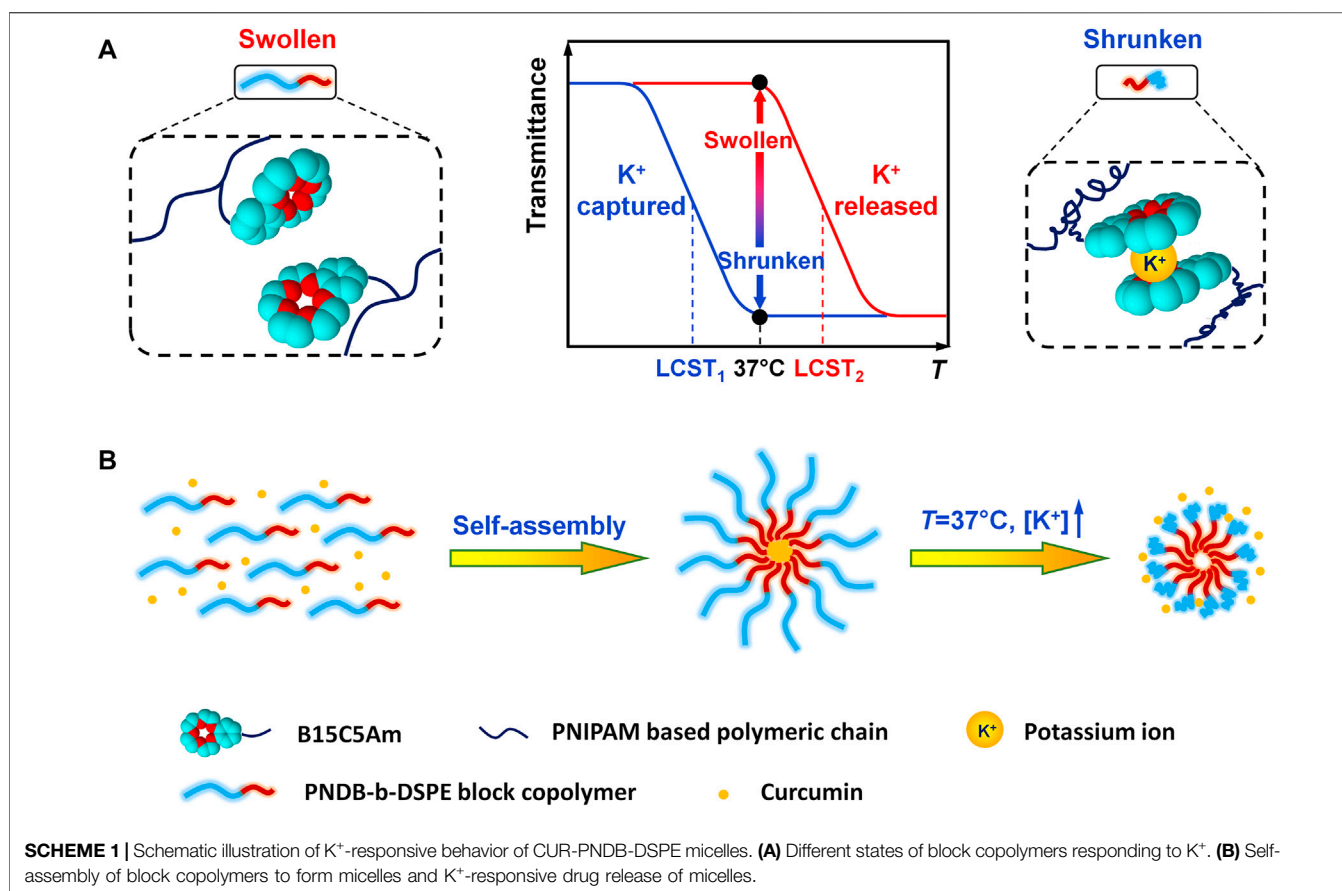 A
Swollen
Shrunken
Transmittance
Swollen
K⁺
captured
K⁺
released
Shrunken
K⁺
LCST₁ 37°C LCST₂ T
B
Self-assembly
T=37°C, [K⁺]↑
B15C5Am
PNIPAM based polymeric chain
K⁺
Potassium ion
PNDB-b-DSPE block copolymer
Curcumin
SCHEME 1 | Schematic illustration of K⁺-responsive behavior of CUR-PNDB-DSPE micelles. (A) Different states of block copolymers responding to K⁺. (B) Self-
assembly of block copolymers to form micelles and K⁺-responsive drug release of micelles.